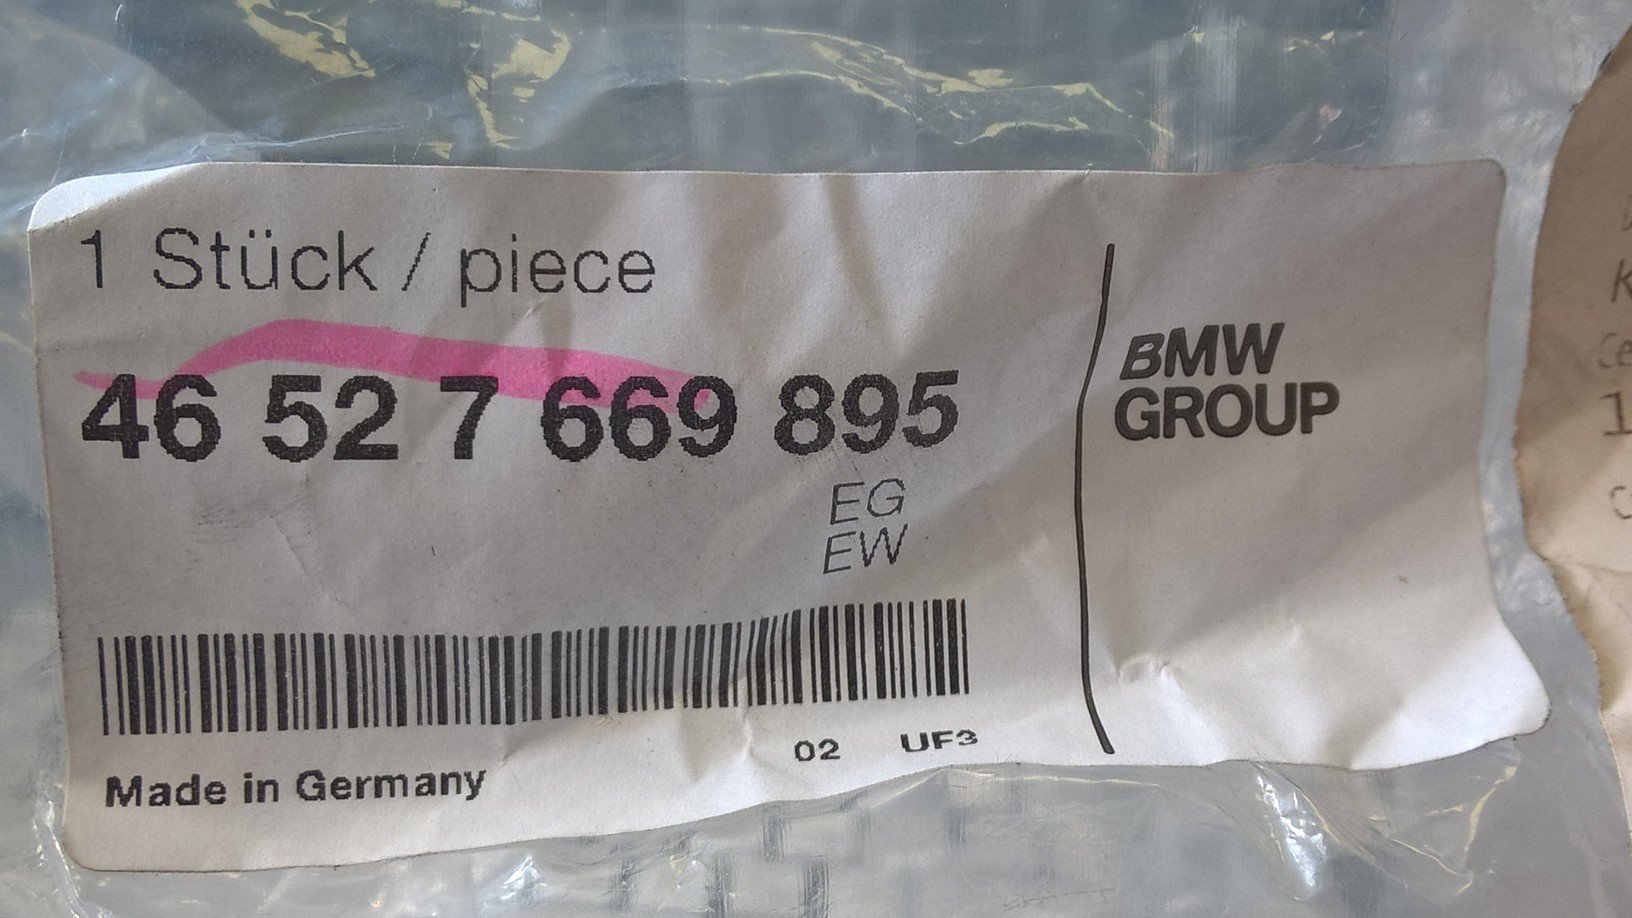 1 Stück / piece
46 52 7 669 895
EG
EW
02 UF3
Made in Germany
BMW
GROUP